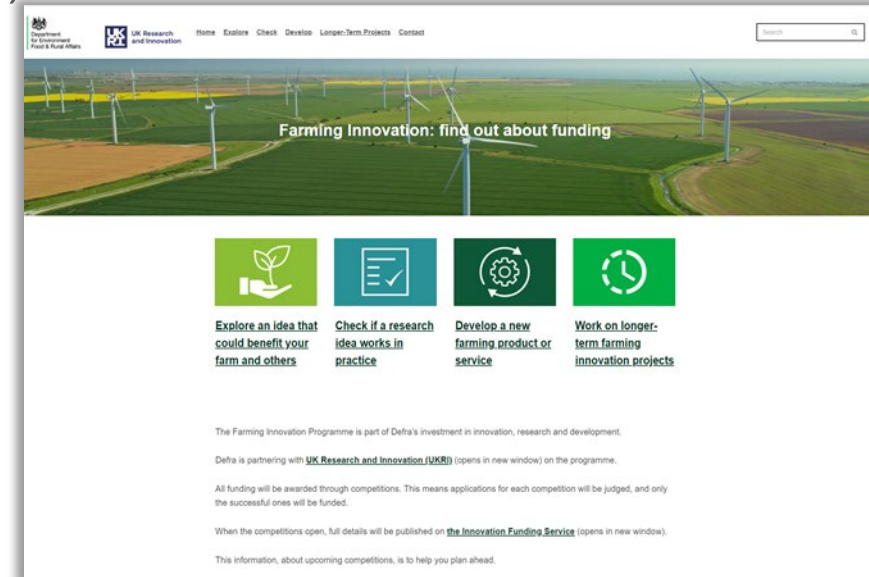 Department
for Environment
Food & Rural Affairs
UK
RI
UK Research
and Innovation
Home Explore Check Develop Longer-Term Projects Contact
Search
Farming Innovation: find out about funding
Explore an idea that
could benefit your
farm and others
Check if a research
idea works in
practice
Develop a new
farming product or
service
Work on longer-
term farming
innovation projects
The Farming Innovation Programme is part of Defra's investment in innovation, research and development.
Defra is partnering with UK Research and Innovation (UKRI) (opens in new window) on the programme.
All funding will be awarded through competitions. This means applications for each competition will be judged, and only
the successful ones will be funded.
When the competitions open, full details will be published on the Innovation Funding Service (opens in new window).
This information, about upcoming competitions, is to help you plan ahead.